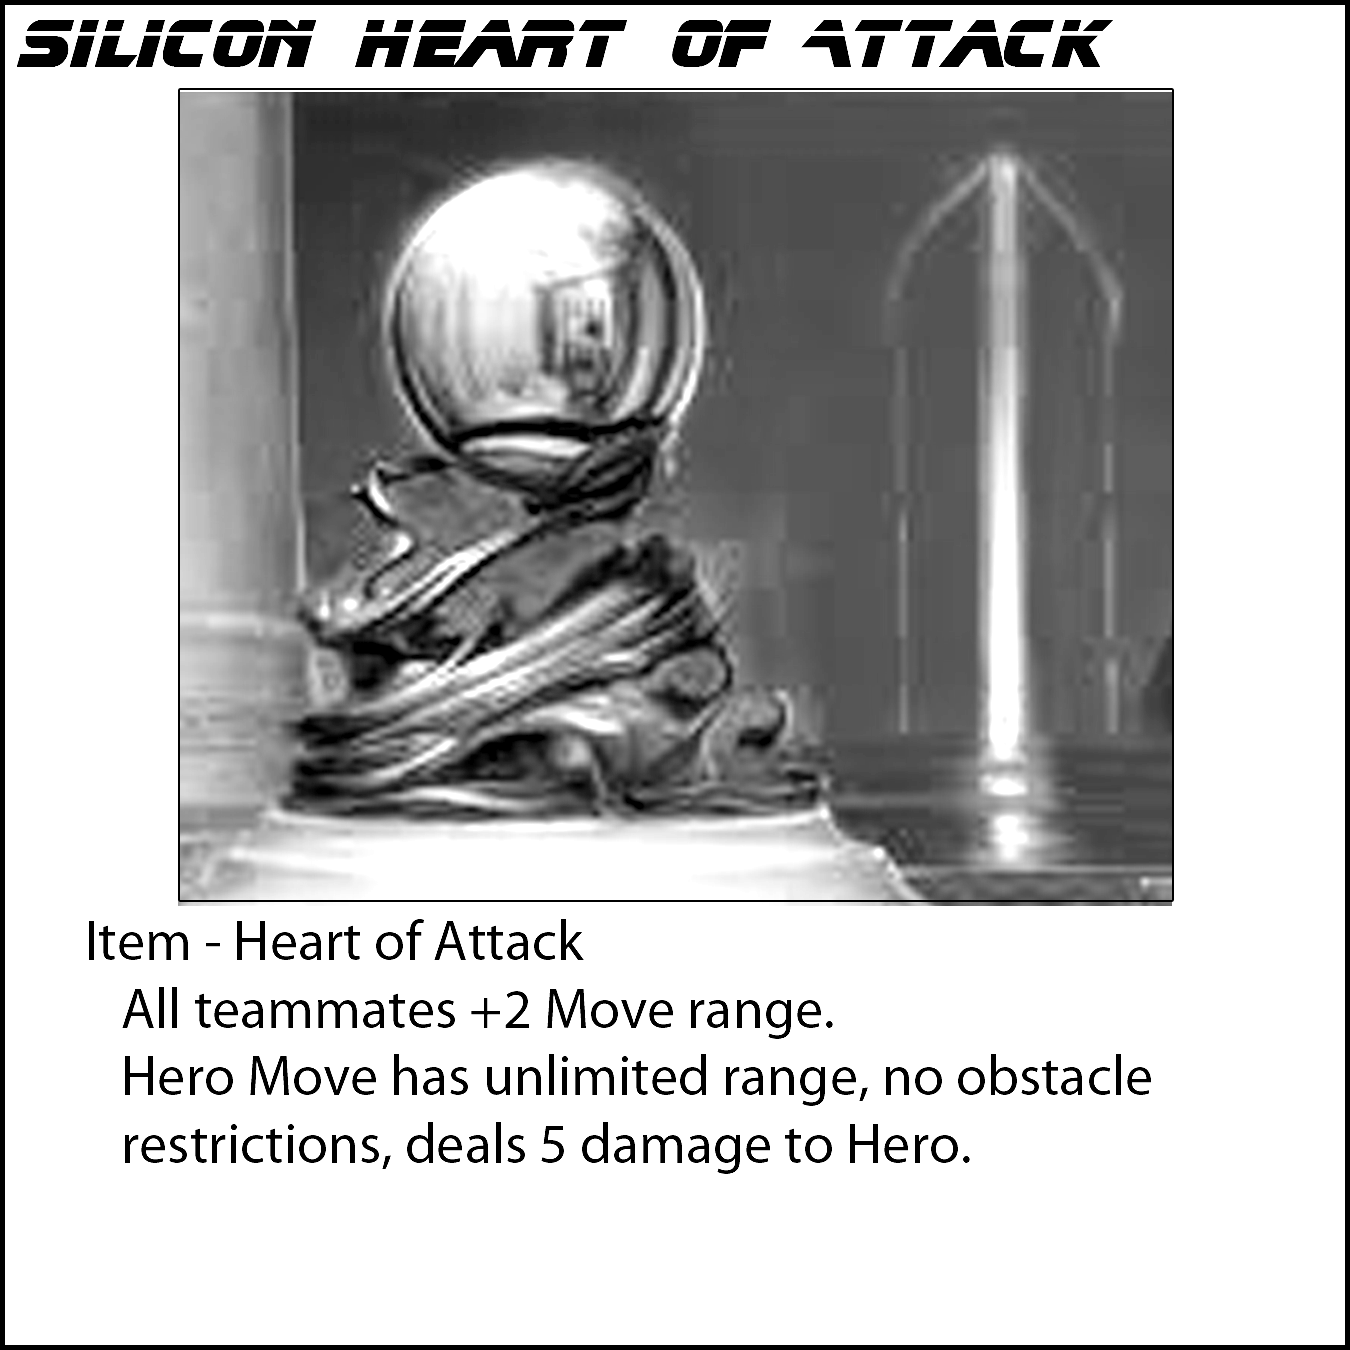 SILICON HEART OF ATTACK
Item - Heart of Attack
All teammates +2 Move range.
Hero Move has unlimited range, no obstacle
restrictions, deals 5 damage to Hero.